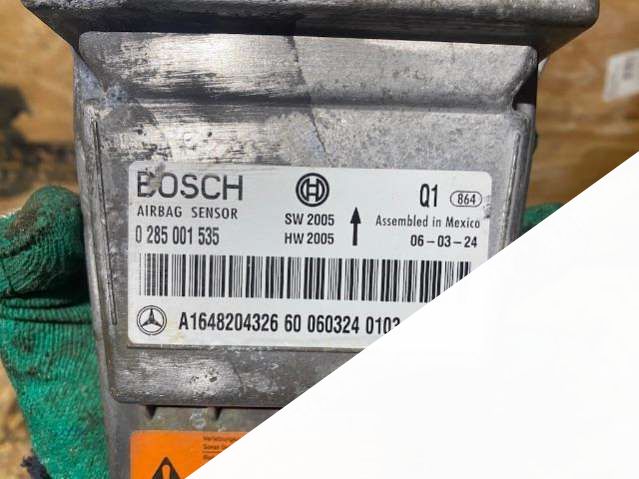 BOSCH
AIRBAG SENSOR
0 285 001 535
SW 2005
HW 2005
Q1 864
Assembled in Mexico
06-03-24
A1648204326 60 060324 0103